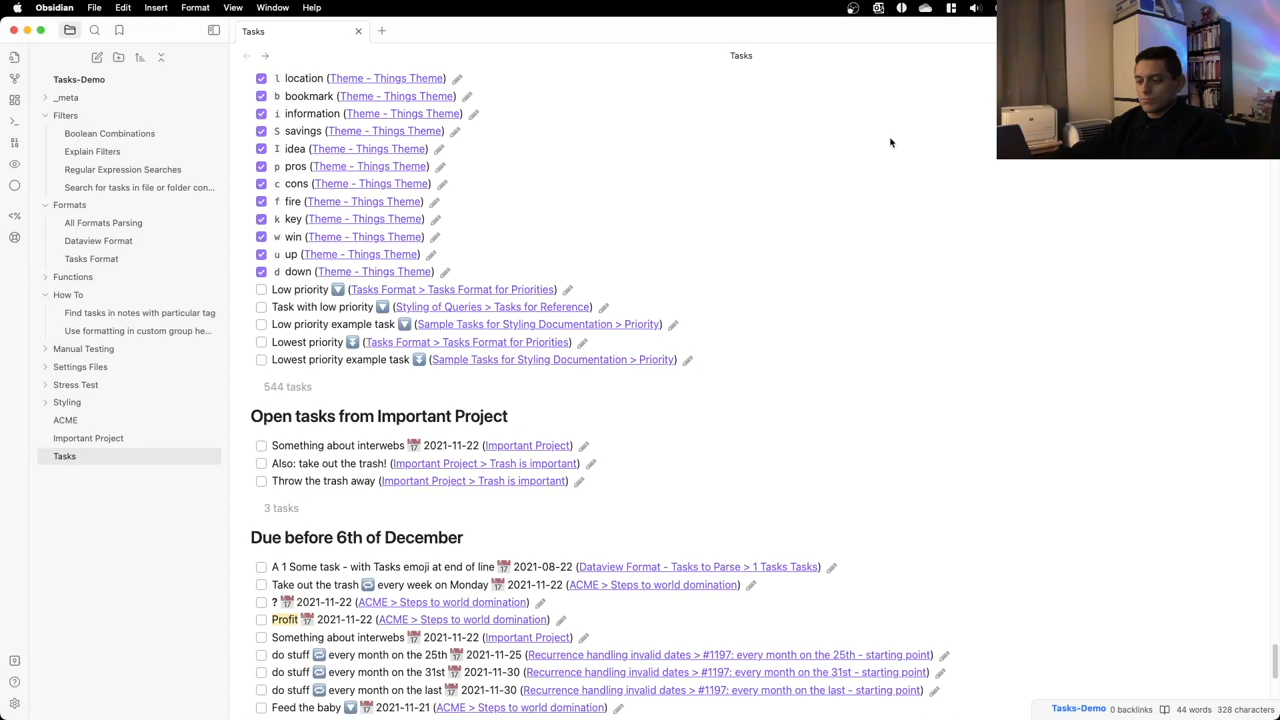 Obsidian File Edit Insert Format View Window Help
Tasks
Tasks
Tasks-Demo
_meta
Filters
Boolean Combinations
Explain Filters
Regular Expression Searches
Search for tasks in file or folder con...
Formats
All Formats Parsing
Dataview Format
Tasks Format
Functions
How To
Find tasks in notes with particular tag
Use formatting in custom group he...
Manual Testing
Settings Files
Stress Test
Styling
ACME
Important Project
Tasks
l location (Theme - Things Theme)
b bookmark (Theme - Things Theme)
i information (Theme - Things Theme)
S savings (Theme - Things Theme)
I idea (Theme - Things Theme)
p pros (Theme - Things Theme)
c cons (Theme - Things Theme)
f fire (Theme - Things Theme)
k key (Theme - Things Theme)
w win (Theme - Things Theme)
u up (Theme - Things Theme)
d down (Theme - Things Theme)
Low priority 🔽 (Tasks Format > Tasks Format for Priorities)
Task with low priority 🔽 (Styling of Queries > Tasks for Reference)
Low priority example task 🔽 (Sample Tasks for Styling Documentation > Priority)
Lowest priority ⏬ (Tasks Format > Tasks Format for Priorities)
Lowest priority example task ⏬ (Sample Tasks for Styling Documentation > Priority)
544 tasks
Open tasks from Important Project
Something about interwebs 📅 2021-11-22 (Important Project)
Also: take out the trash! (Important Project > Trash is important)
Throw the trash away (Important Project > Trash is important)
3 tasks
Due before 6th of December
A 1 Some task - with Tasks emoji at end of line 📅 2021-08-22 (Dataview Format - Tasks to Parse > 1 Tasks Tasks)
Take out the trash 🔁 every week on Monday 📅 2021-11-22 (ACME > Steps to world domination)
? 📅 2021-11-22 (ACME > Steps to world domination)
Profit 📅 2021-11-22 (ACME > Steps to world domination)
Something about interwebs 📅 2021-11-22 (Important Project)
do stuff 🔁 every month on the 25th 📅 2021-11-25 (Recurrence handling invalid dates > #1197: every month on the 25th - starting point)
do stuff 🔁 every month on the 31st 📅 2021-11-30 (Recurrence handling invalid dates > #1197: every month on the 31st - starting point)
do stuff 🔁 every month on the last 📅 2021-11-30 (Recurrence handling invalid dates > #1197: every month on the last - starting point)
Feed the baby 🔽 📅 2021-11-21 (ACME > Steps to world domination)
Tasks-Demo 0 backlinks 44 words 328 characters